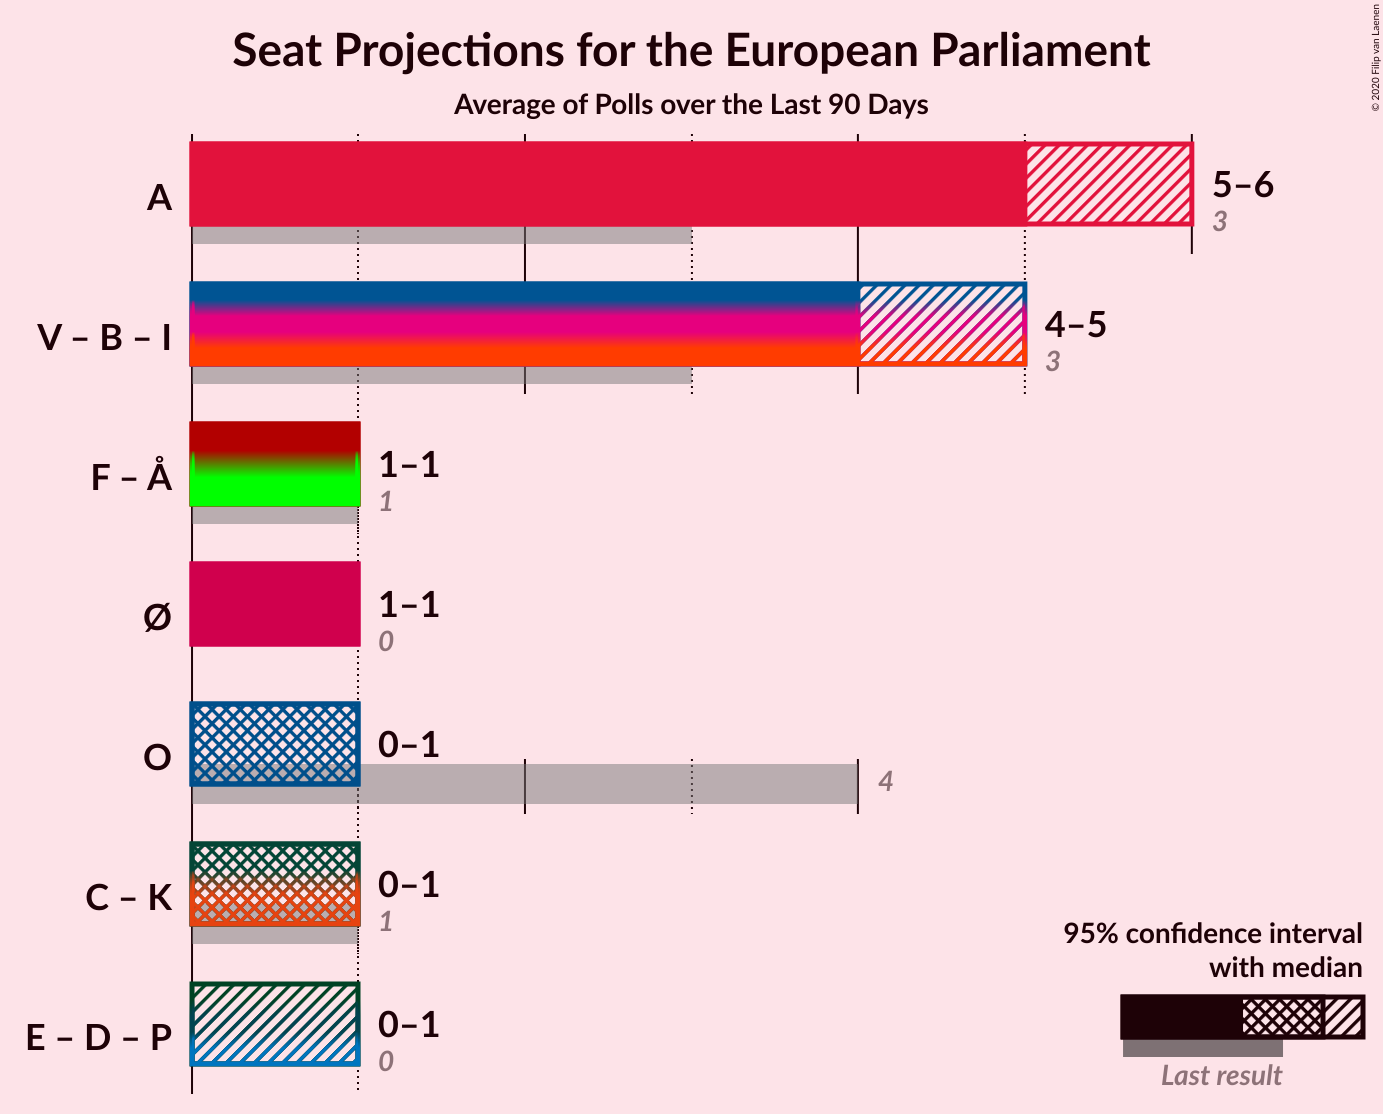 Seat Projections for the European Parliament
Average of Polls over the Last 90 Days
© 2020 Filip van Laenen
A
5–6
3
V – B – I
4–5
3
F – Å
1–1
1
Ø
1–1
0
O
0–1
4
C – K
0–1
1
E – D – P
0–1
0
95% confidence interval
with median
Last result